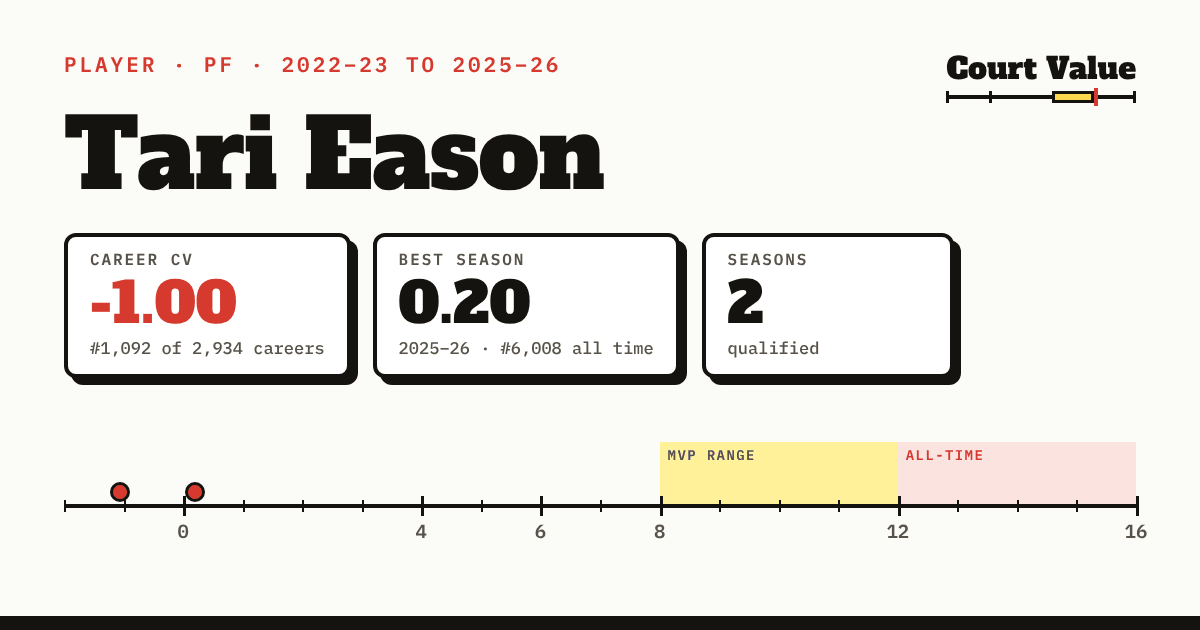 PLAYER · PF · 2022–23 TO 2025–26
Court Value
Tari Eason
CAREER CV
-1.00
#1,092 of 2,934 careers
BEST SEASON
0.20
2025–26 · #6,008 all time
SEASONS
2
qualified
MVP RANGE
ALL-TIME
0 4 6 8 12 16